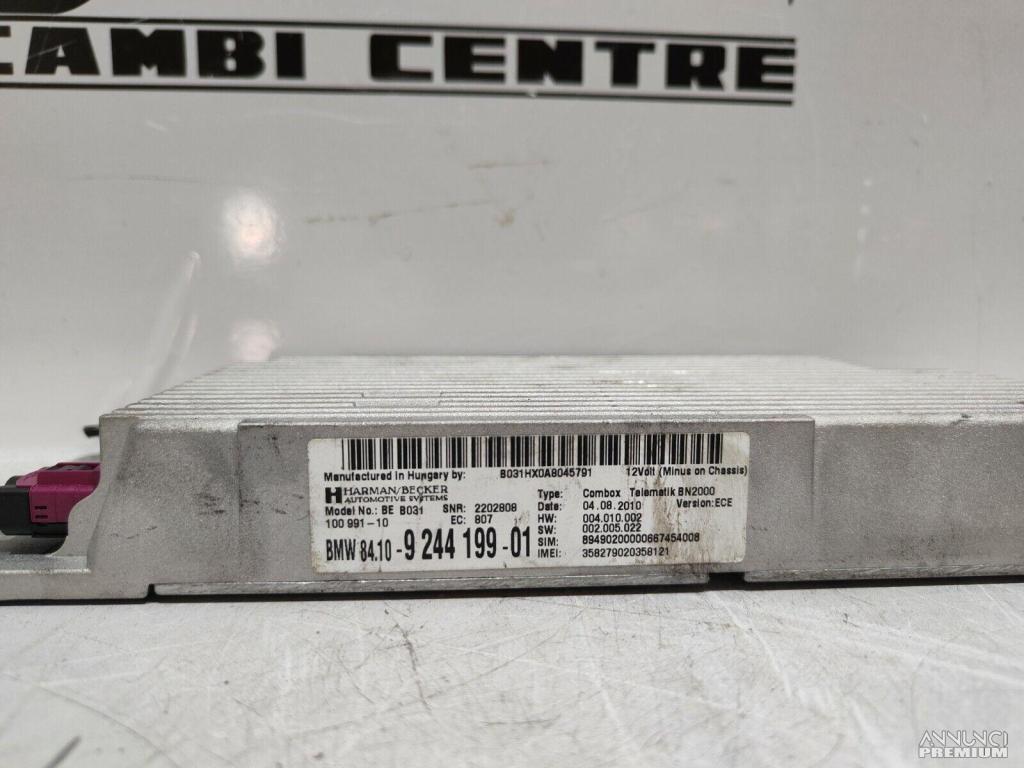 CAMBI CENTRE
Manufactured in Hungary by: B031HX0A8045791 12Volt (Minus on Chassis)
HARMAN/BECKER
AUTOMOTIVE SYSTEMS
Type: Combox Telematik BN2000
Model No.: BE B031 SNR: 2202808 Date: 04.08.2010 Version: ECE
100 991-10 EC: 807 HW: 004.010.002
SW: 002.005.022
BMW 84.10-9 244 199-01 SIM: 89490200000667454008
IMEI: 358279020358121
ANNUNCI
PREMIUM